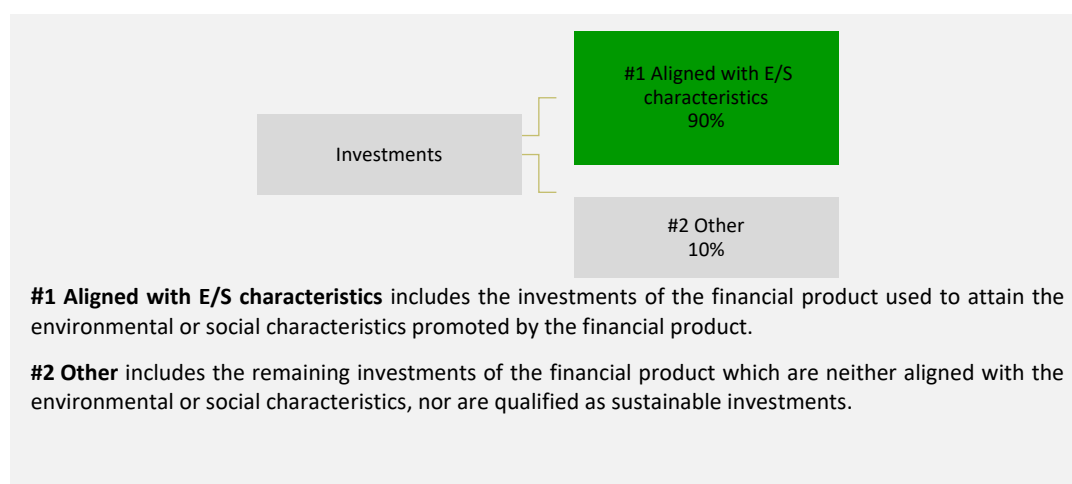 #1 Aligned with E/S
characteristics
90%
Investments
#2 Other
10%
#1 Aligned with E/S characteristics includes the investments of the financial product used to attain the
environmental or social characteristics promoted by the financial product.
#2 Other includes the remaining investments of the financial product which are neither aligned with the
environmental or social characteristics, nor are qualified as sustainable investments.